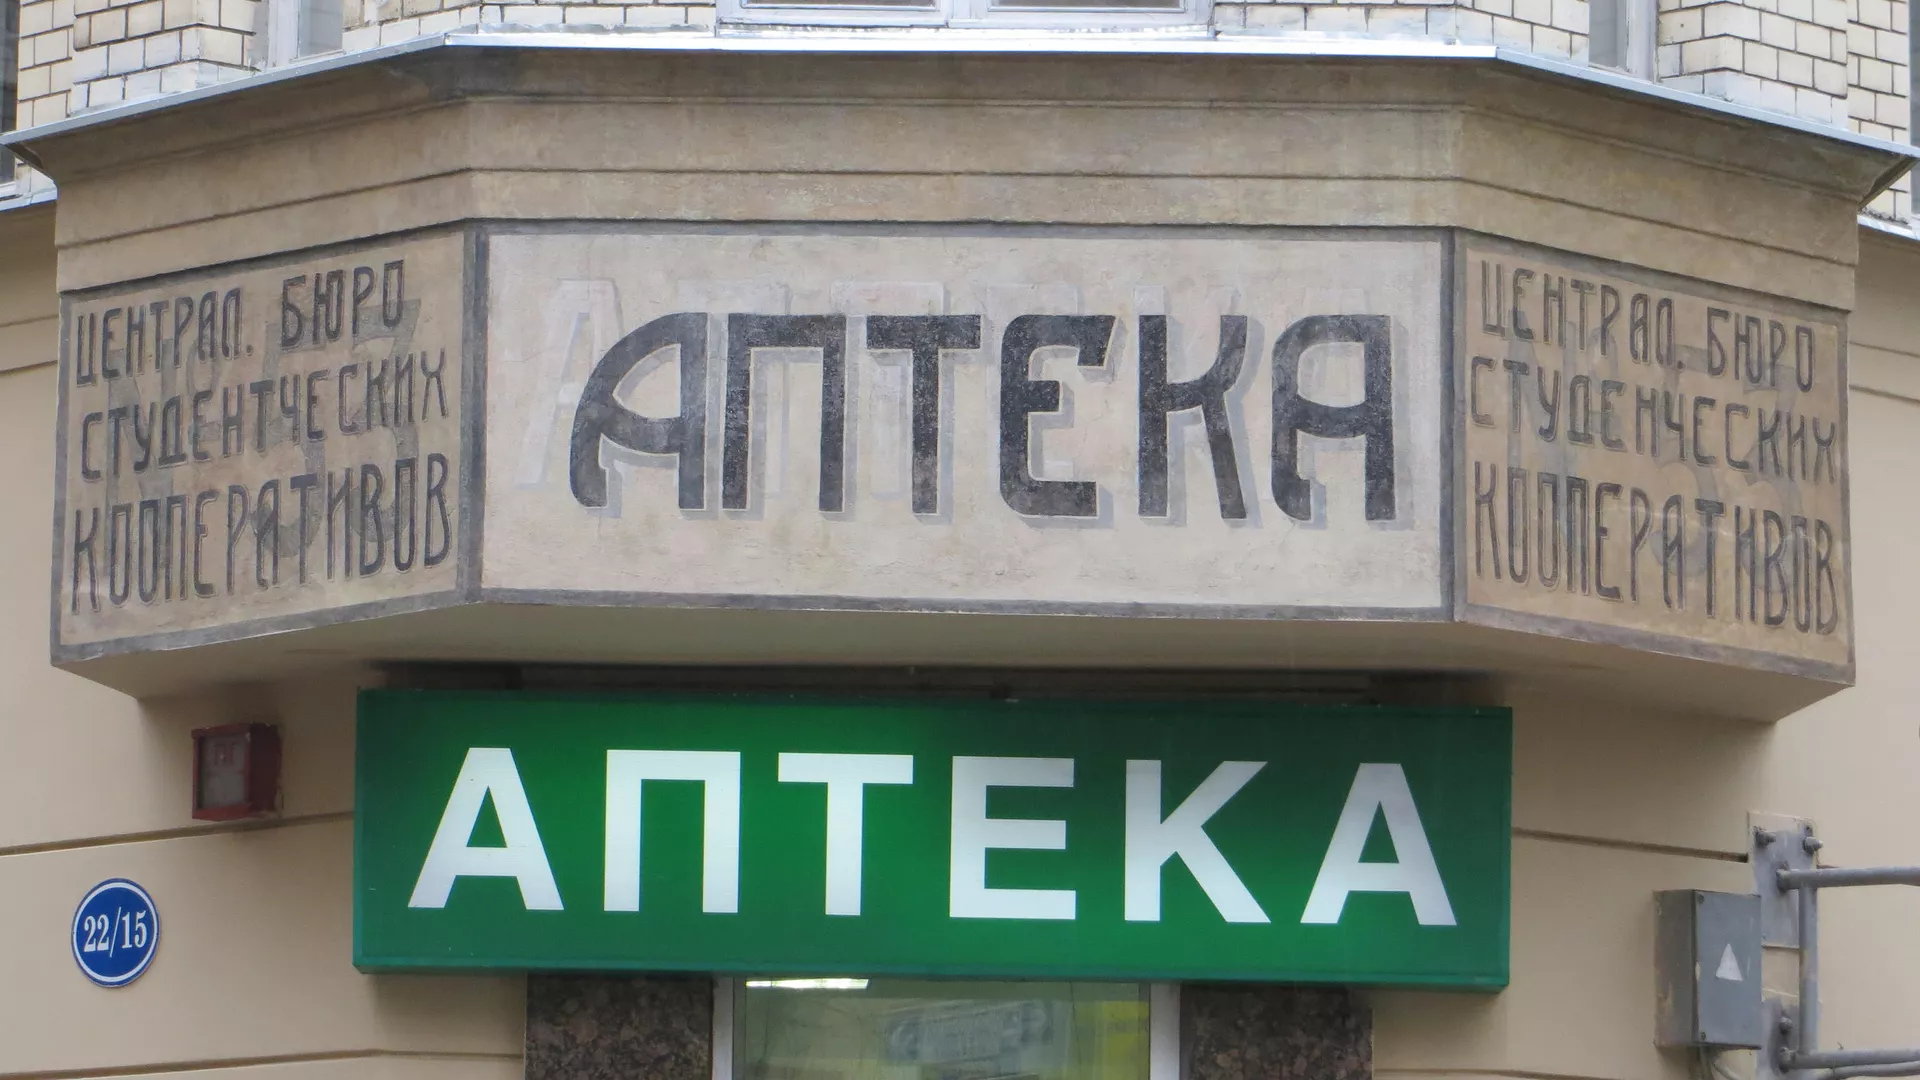 ЦЕНТРАЛ. БЮРО
СТУДЕНТЧЕСКИХ
КООПЕРАТИВОВ
АПТЕКА
ЦЕНТРАЛ. БЮРО
СТУДЕНЧЕСКИХ
КООПЕРАТИВОВ
АПТЕКА
22/15